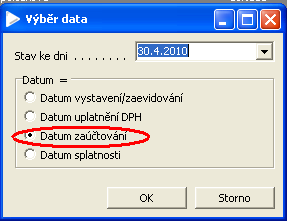 Výběr data
Stav ke dni . . . . . . . . 30.4.2010
Datum =
Datum vystavení/zaevidování
Datum uplatnění DPH
Datum zaúčtování
Datum splatnosti
OK Storno